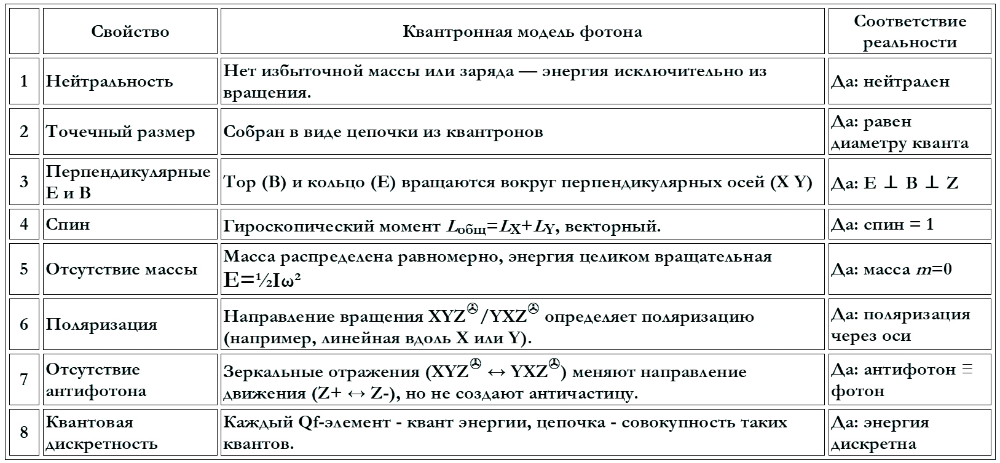 Свойство
Квантронная модель фотона
Соответствие
реальности
1
Нейтральность
Нет избыточной массы или заряда — энергия исключительно из
вращения.
Да: нейтрален
2
Точечный размер
Собран в виде цепочки из квантронов
Да: равен
диаметру кванта
3
Перпендикулярные
E и B
Тор (B) и кольцо (E) вращаются вокруг перпендикулярных осей (X Y)
Да: E ⊥ B ⊥ Z
4
Спин
Гироскопический момент Lобщ=LX+LY, векторный.
Да: спин = 1
5
Отсутствие массы
Масса распределена равномерно, энергия целиком вращательная
E=½Iω²
Да: масса m=0
6
Поляризация
Направление вращения XYZ✇/YXZ✇ определяет поляризацию
(например, линейная вдоль X или Y).
Да: поляризация
через оси
7
Отсутствие
антифотона
Зеркальные отражения (XYZ✇ ↔ YXZ✇) меняют направление
движения (Z+ ↔ Z-), но не создают античастицу.
Да: антифотон ≡
фотон
8
Квантовая
дискретность
Каждый Qf-элемент - квант энергии, цепочка - совокупность таких
квантов.
Да: энергия
дискретна